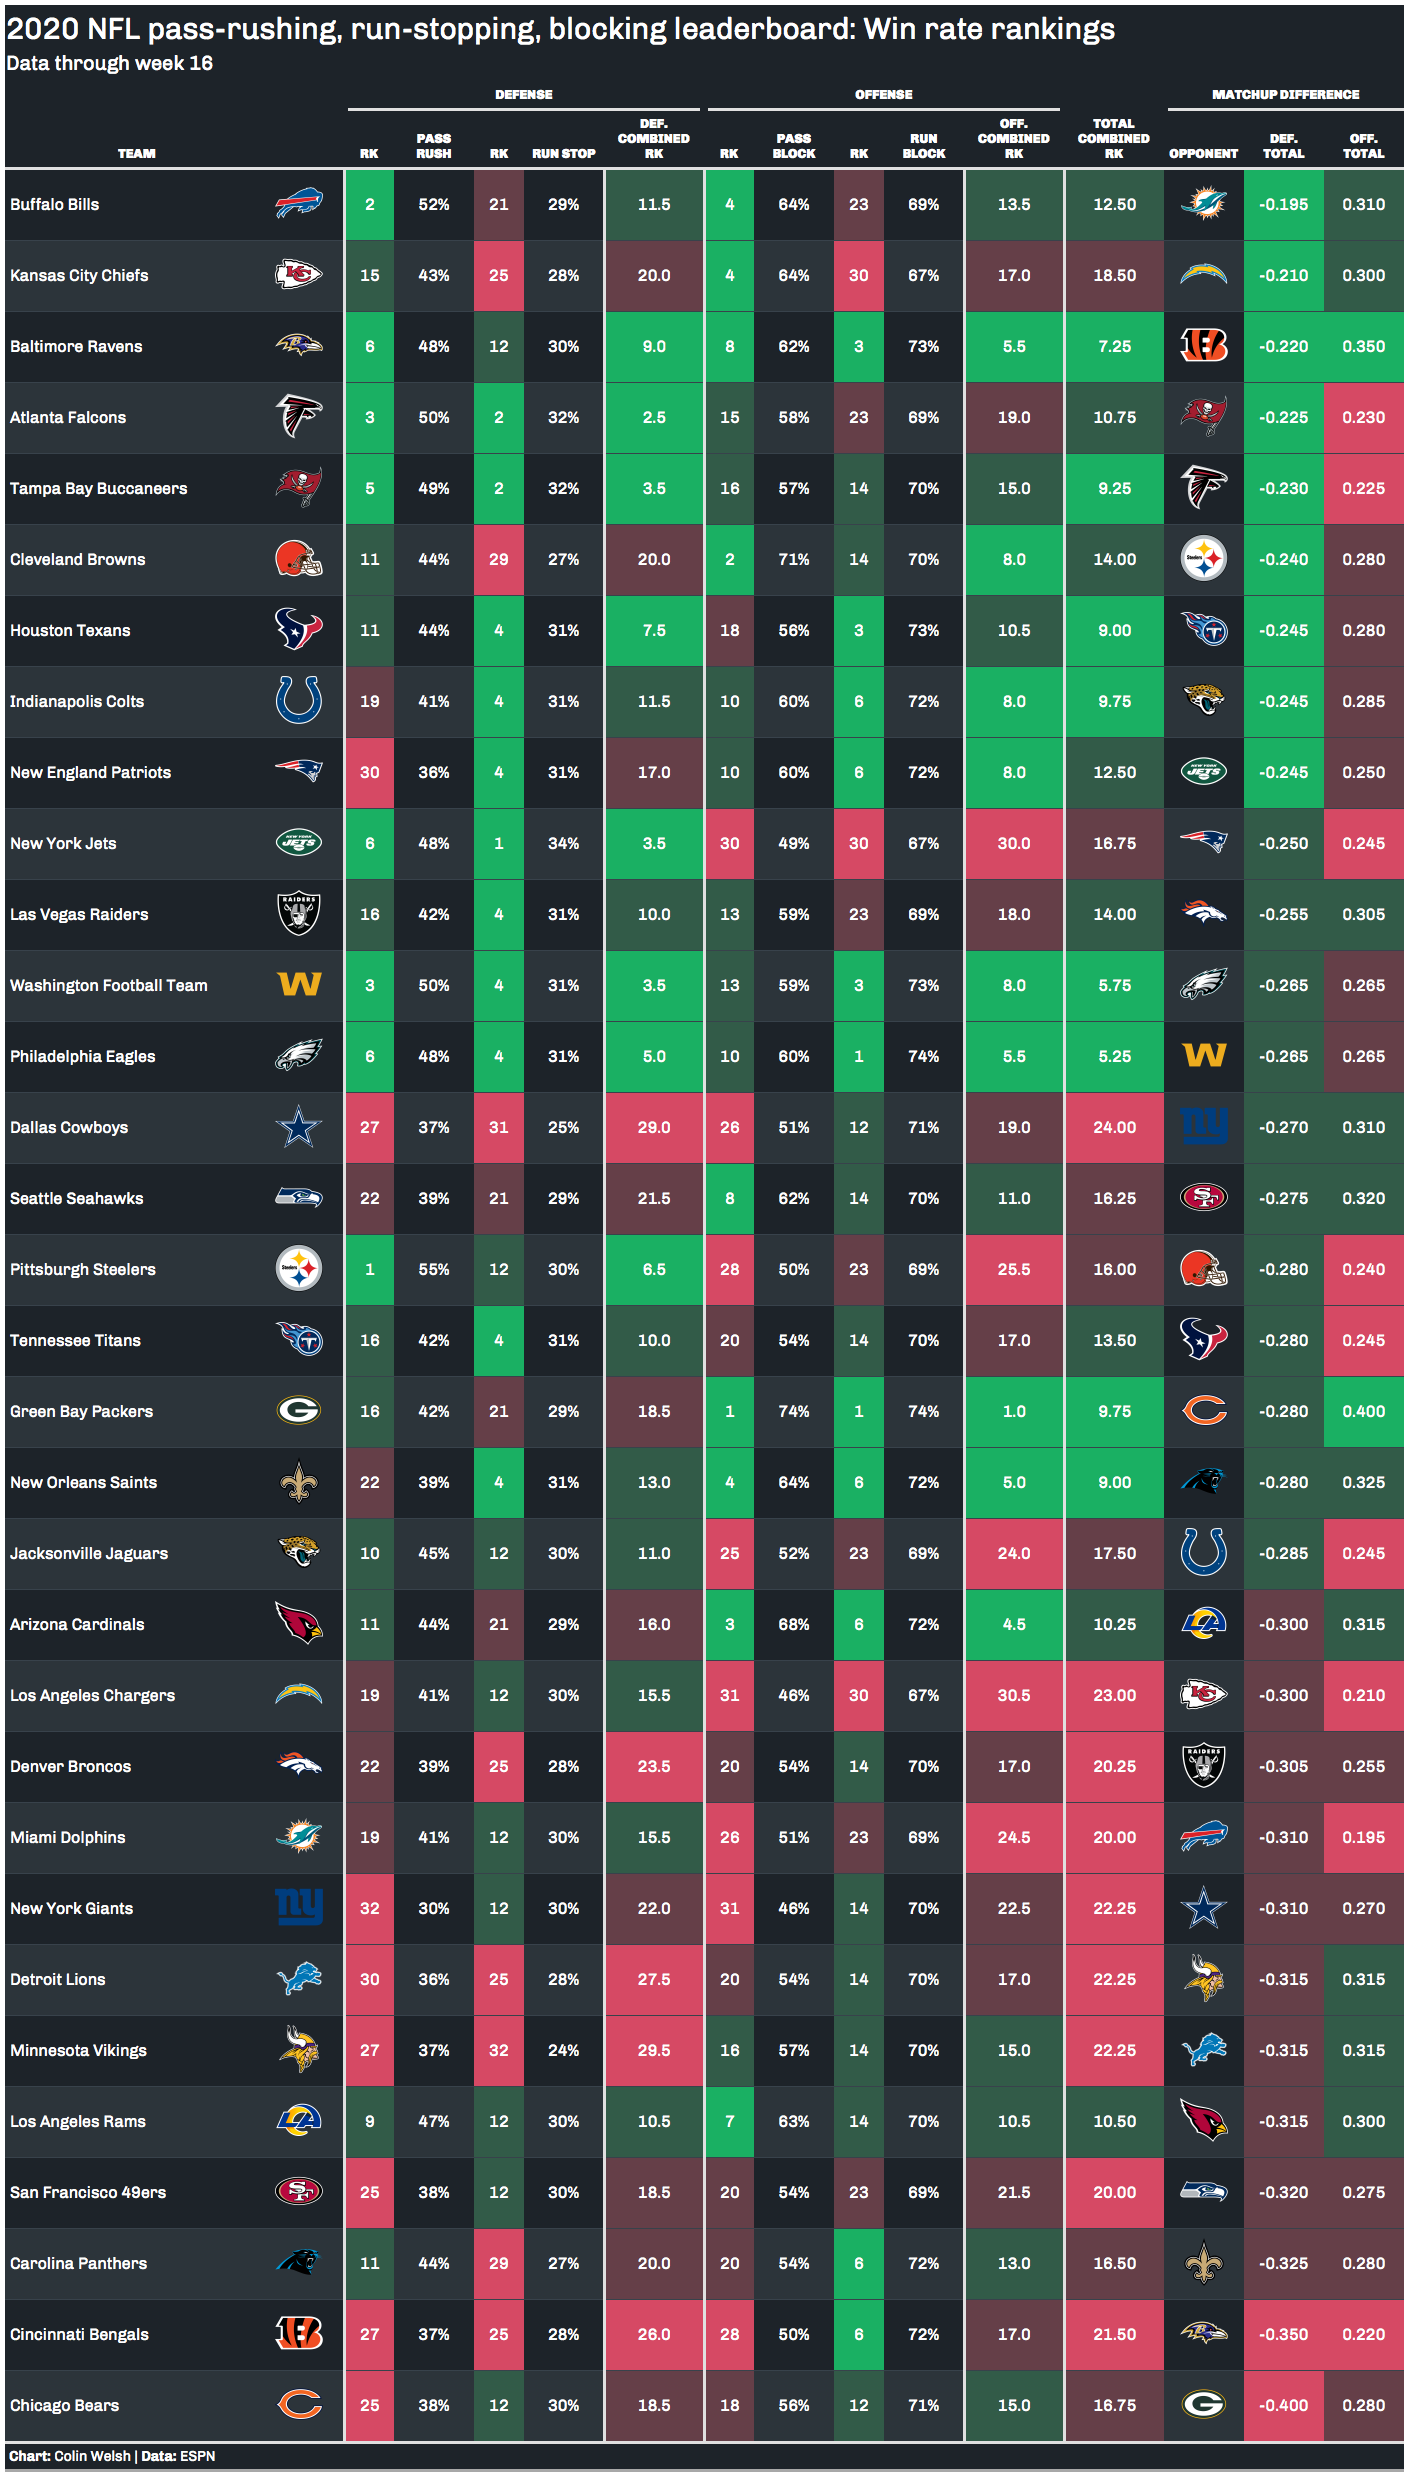 2020 NFL pass-rushing, run-stopping, blocking leaderboard: Win rate rankings
Data through week 16
DEFENSE OFFENSE MATCHUP DIFFERENCE
TEAM RK PASS RUSH RK RUN STOP DEF. COMBINED RK RK PASS BLOCK RK RUN BLOCK OFF. COMBINED RK TOTAL COMBINED RK OPPONENT DEF. TOTAL OFF. TOTAL
Buffalo Bills 2 52% 21 29% 11.5 4 64% 23 69% 13.5 12.50 -0.195 0.310
Kansas City Chiefs KC 15 43% 25 28% 20.0 4 64% 30 67% 17.0 18.50 -0.210 0.300
Baltimore Ravens 6 48% 12 30% 9.0 8 62% 3 73% 5.5 7.25 B -0.220 0.350
Atlanta Falcons 3 50% 2 32% 2.5 15 58% 23 69% 19.0 10.75 -0.225 0.230
Tampa Bay Buccaneers 5 49% 2 32% 3.5 16 57% 14 70% 15.0 9.25 -0.230 0.225
Cleveland Browns 11 44% 29 27% 20.0 2 71% 14 70% 8.0 14.00 Steelers -0.240 0.280
Houston Texans 11 44% 4 31% 7.5 18 56% 3 73% 10.5 9.00 T -0.245 0.280
Indianapolis Colts 19 41% 4 31% 11.5 10 60% 6 72% 8.0 9.75 -0.245 0.285
New England Patriots 30 36% 4 31% 17.0 10 60% 6 72% 8.0 12.50 NEW YORK JETS -0.245 0.250
New York Jets NEW YORK JETS 6 48% 1 34% 3.5 30 49% 30 67% 30.0 16.75 -0.250 0.245
Las Vegas Raiders RAIDERS 16 42% 4 31% 10.0 13 59% 23 69% 18.0 14.00 -0.255 0.305
Washington Football Team W 3 50% 4 31% 3.5 13 59% 3 73% 8.0 5.75 -0.265 0.265
Philadelphia Eagles 6 48% 4 31% 5.0 10 60% 1 74% 5.5 5.25 W -0.265 0.265
Dallas Cowboys 27 37% 31 25% 29.0 26 51% 12 71% 19.0 24.00 ny -0.270 0.310
Seattle Seahawks 22 39% 21 29% 21.5 8 62% 14 70% 11.0 16.25 SF -0.275 0.320
Pittsburgh Steelers Steelers 1 55% 12 30% 6.5 28 50% 23 69% 25.5 16.00 -0.280 0.240
Tennessee Titans T 16 42% 4 31% 10.0 20 54% 14 70% 17.0 13.50 -0.280 0.245
Green Bay Packers G 16 42% 21 29% 18.5 1 74% 1 74% 1.0 9.75 C -0.280 0.400
New Orleans Saints 22 39% 4 31% 13.0 4 64% 6 72% 5.0 9.00 -0.280 0.325
Jacksonville Jaguars 10 45% 12 30% 11.0 25 52% 23 69% 24.0 17.50 -0.285 0.245
Arizona Cardinals 11 44% 21 29% 16.0 3 68% 6 72% 4.5 10.25 LA -0.300 0.315
Los Angeles Chargers 19 41% 12 30% 15.5 31 46% 30 67% 30.5 23.00 KC -0.300 0.210
Denver Broncos 22 39% 25 28% 23.5 20 54% 14 70% 17.0 20.25 RAIDERS -0.305 0.255
Miami Dolphins 19 41% 12 30% 15.5 26 51% 23 69% 24.5 20.00 -0.310 0.195
New York Giants ny 32 30% 12 30% 22.0 31 46% 14 70% 22.5 22.25 -0.310 0.270
Detroit Lions 30 36% 25 28% 27.5 20 54% 14 70% 17.0 22.25 -0.315 0.315
Minnesota Vikings 27 37% 32 24% 29.5 16 57% 14 70% 15.0 22.25 -0.315 0.315
Los Angeles Rams LA 9 47% 12 30% 10.5 7 63% 14 70% 10.5 10.50 -0.315 0.300
San Francisco 49ers SF 25 38% 12 30% 18.5 20 54% 23 69% 21.5 20.00 -0.320 0.275
Carolina Panthers 11 44% 29 27% 20.0 20 54% 6 72% 13.0 16.50 -0.325 0.280
Cincinnati Bengals B 27 37% 25 28% 26.0 28 50% 6 72% 17.0 21.50 -0.350 0.220
Chicago Bears C 25 38% 12 30% 18.5 18 56% 12 71% 15.0 16.75 G -0.400 0.280
Chart: Colin Welsh | Data: ESPN